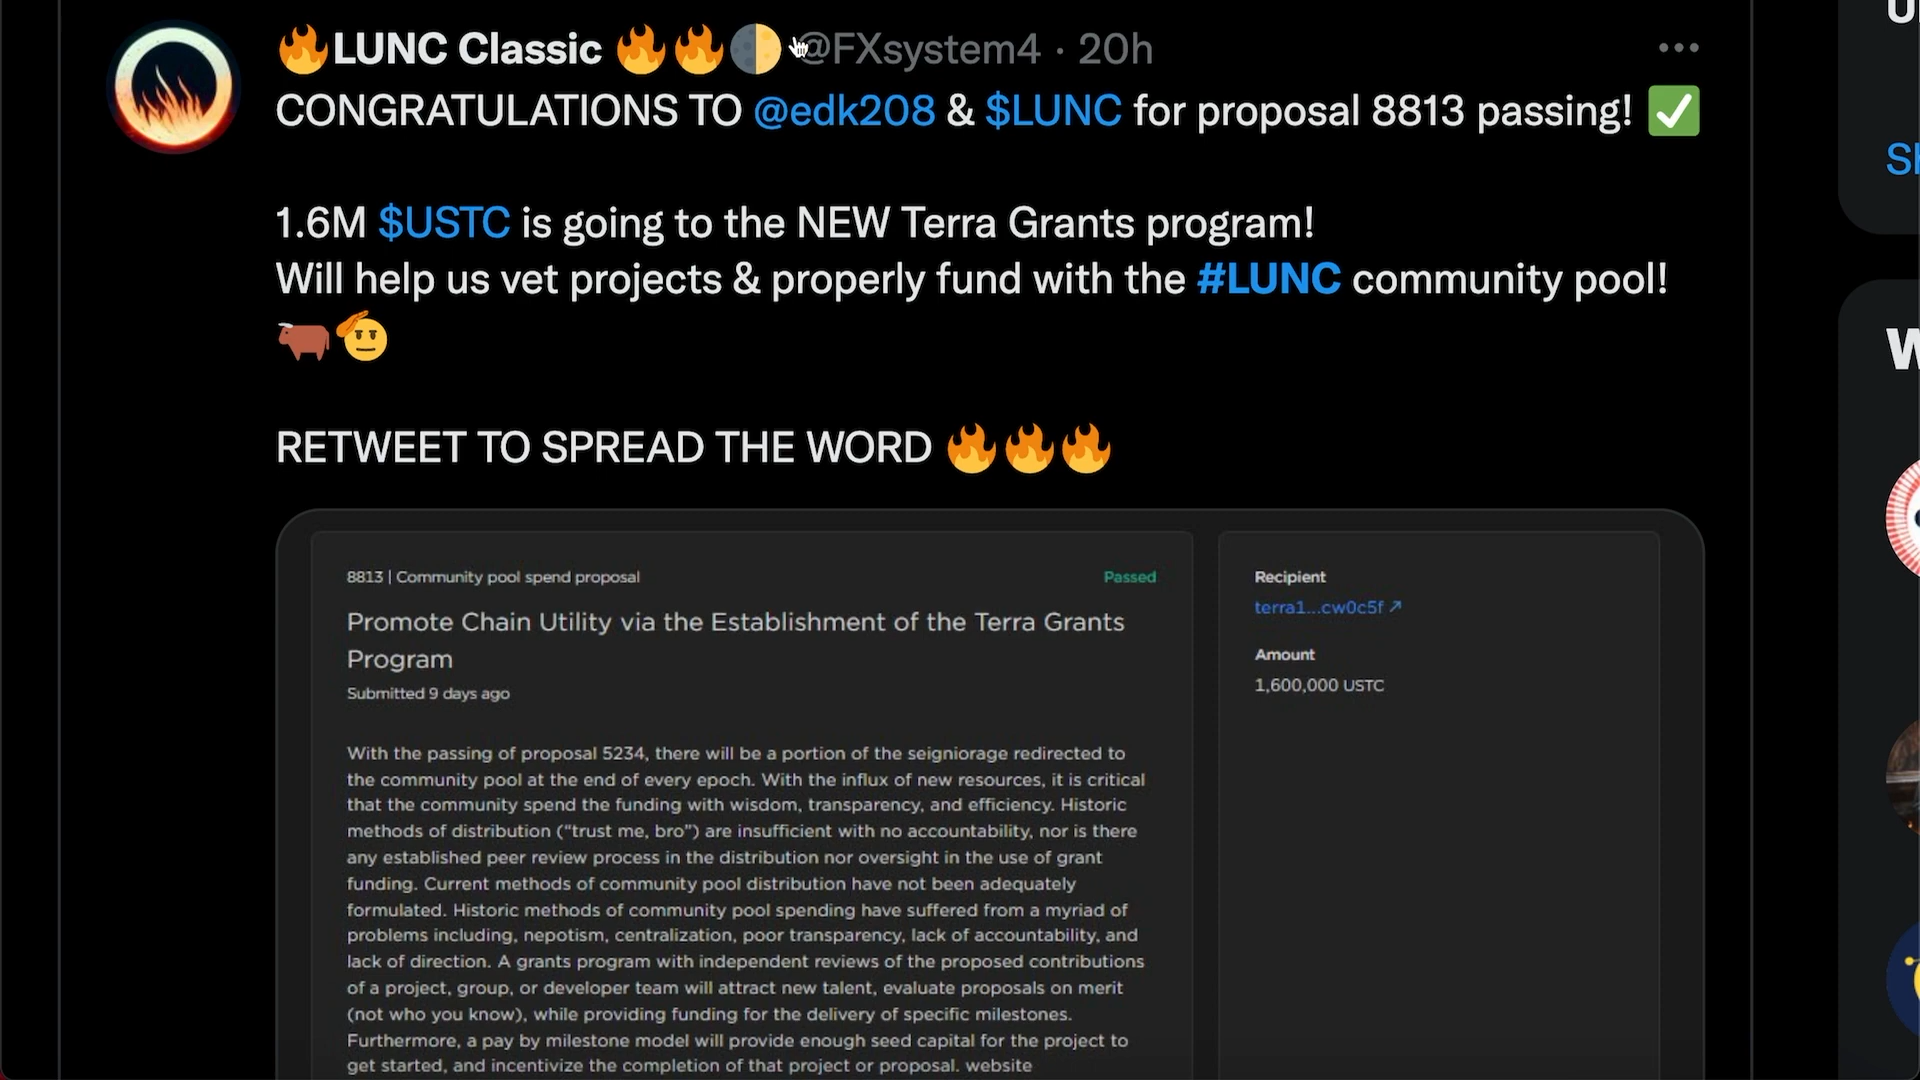 🔥LUNC Classic 🔥🔥🌓 @FXsystem4 · 20h
CONGRATULATIONS TO @edk208 & $LUNC for proposal 8813 passing! ✅
1.6M $USTC is going to the NEW Terra Grants program!
Will help us vet projects & properly fund with the #LUNC community pool!
🐂🫡
RETWEET TO SPREAD THE WORD 🔥🔥🔥
8813 | Community pool spend proposal
Passed
Promote Chain Utility via the Establishment of the Terra Grants
Program
Submitted 9 days ago
With the passing of proposal 5234, there will be a portion of the seigniorage redirected to
the community pool at the end of every epoch. With the influx of new resources, it is critical
that the community spend the funding with wisdom, transparency, and efficiency. Historic
methods of distribution (“trust me, bro”) are insufficient with no accountability, nor is there
any established peer review process in the distribution nor oversight in the use of grant
funding. Current methods of community pool distribution have not been adequately
formulated. Historic methods of community pool spending have suffered from a myriad of
problems including, nepotism, centralization, poor transparency, lack of accountability, and
lack of direction. A grants program with independent reviews of the proposed contributions
of a project, group, or developer team will attract new talent, evaluate proposals on merit
(not who you know), while providing funding for the delivery of specific milestones.
Furthermore, a pay by milestone model will provide enough seed capital for the project to
get started, and incentivize the completion of that project or proposal. website
Recipient
terra1...cw0c5f ↗
Amount
1,600,000 USTC